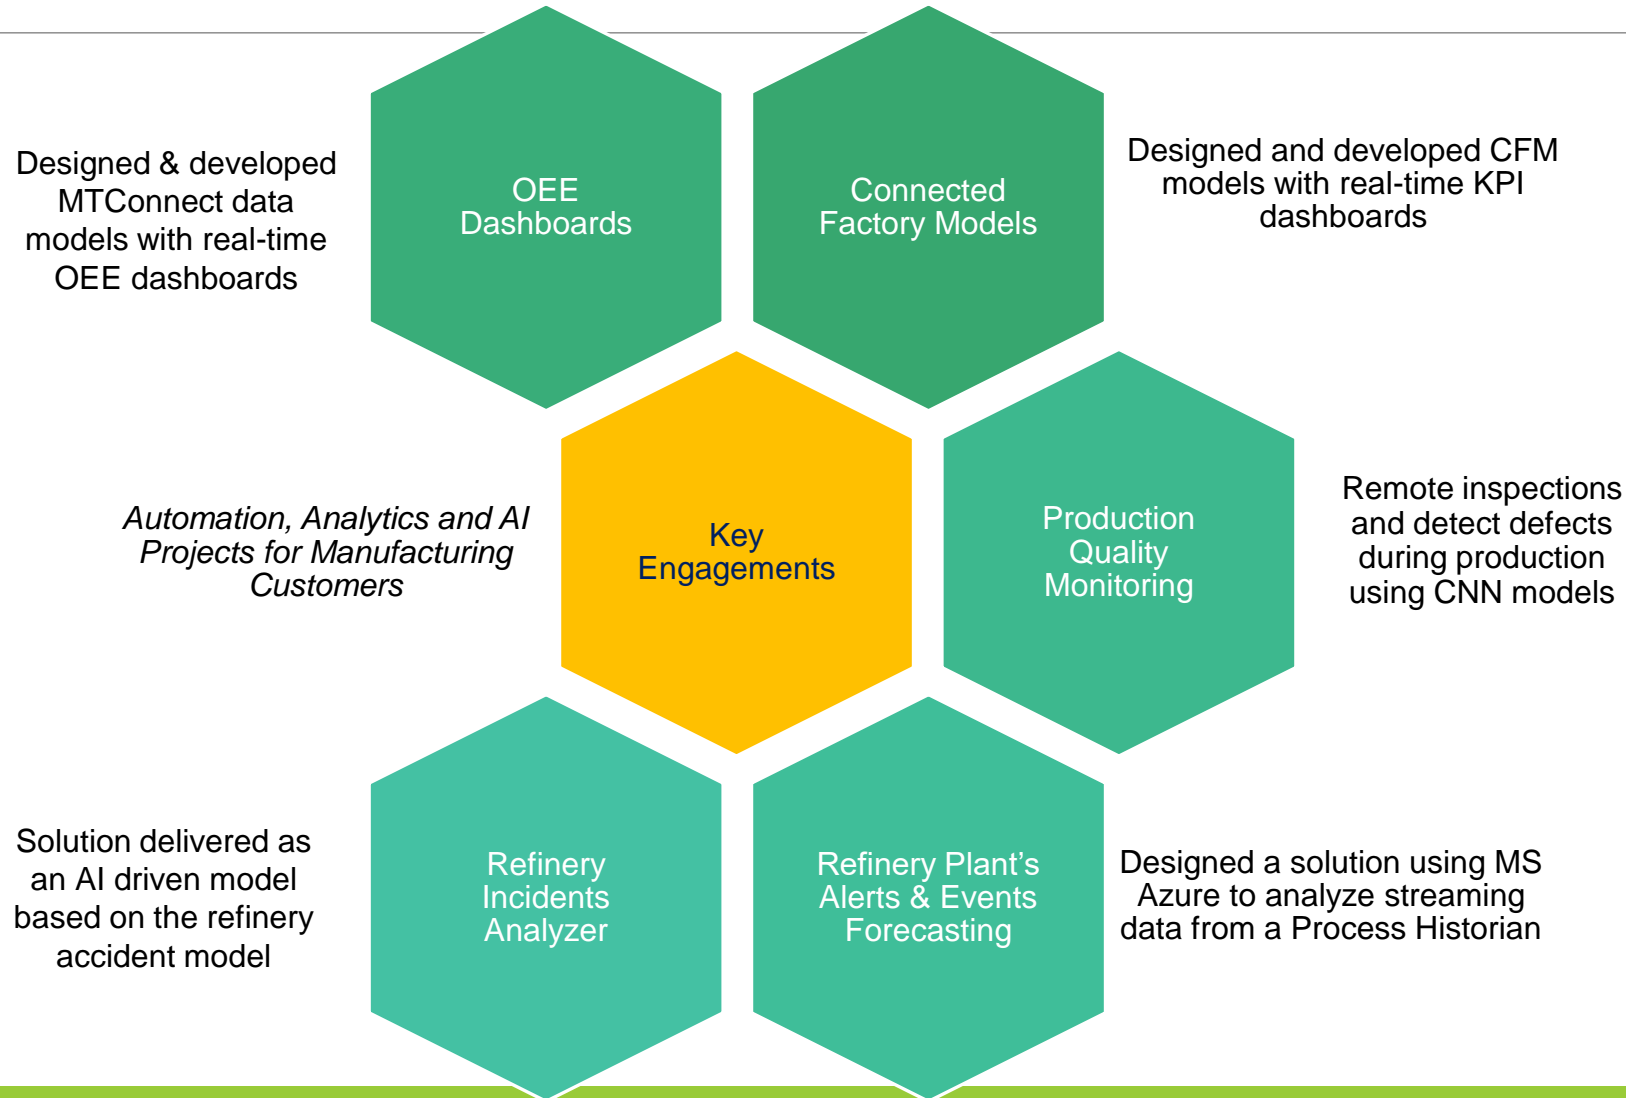 Designed & developed
MTConnect data
models with real-time
OEE dashboards
OEE
Dashboards
Connected
Factory Models
Designed and developed CFM
models with real-time KPI
dashboards
Automation, Analytics and AI
Projects for Manufacturing
Customers
Key
Engagements
Production
Quality
Monitoring
Remote inspections
and detect defects
during production
using CNN models
Solution delivered as
an AI driven model
based on the refinery
accident model
Refinery
Incidents
Analyzer
Refinery Plant’s
Alerts & Events
Forecasting
Designed a solution using MS
Azure to analyze streaming
data from a Process Historian